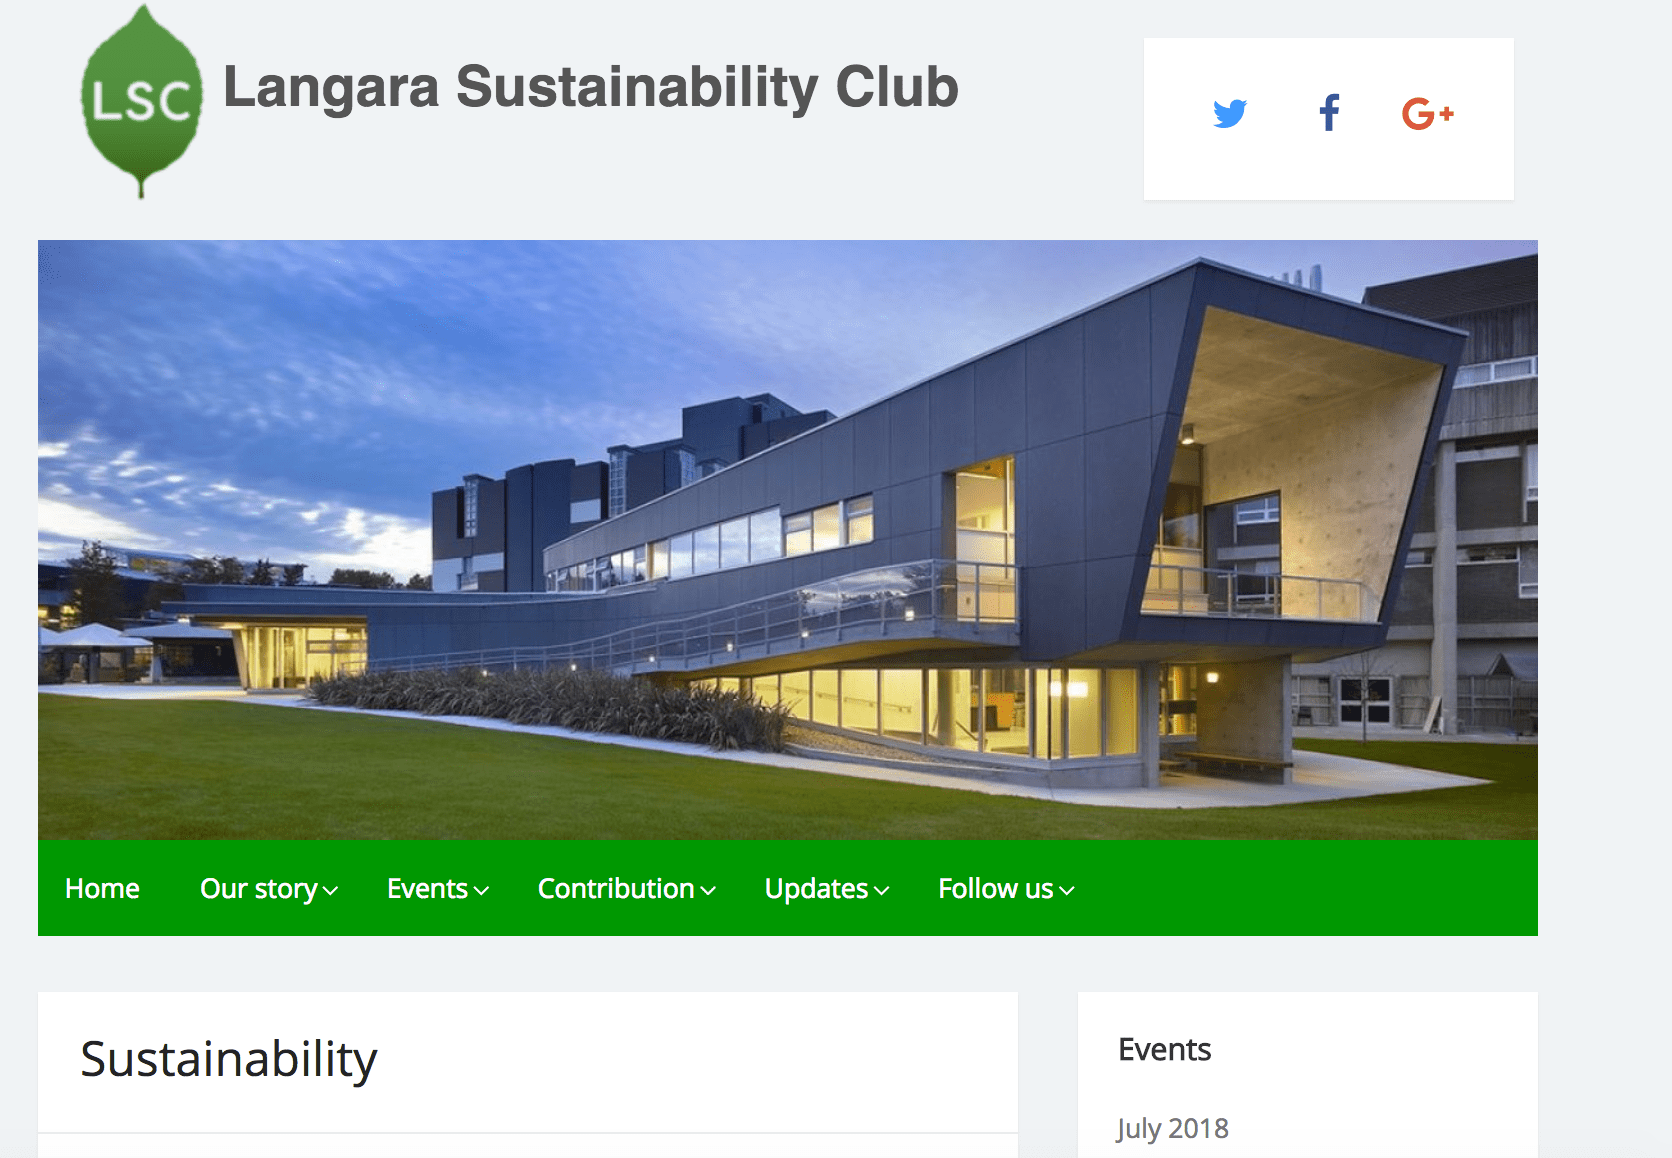 LSC
Langara Sustainability Club
Home Our story Events Contribution Updates Follow us
Sustainability
Events
July 2018